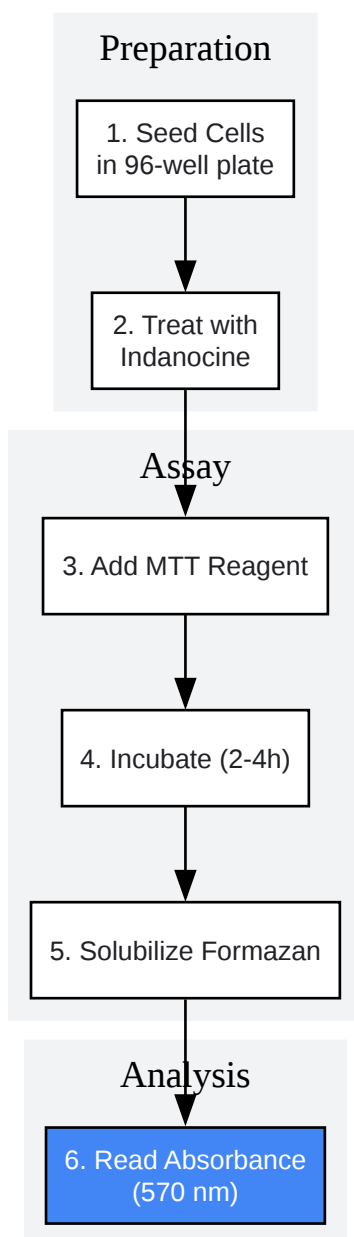 Preparation
1. Seed Cells
in 96-well plate
2. Treat with
Indanocine
Assay
3. Add MTT Reagent
4. Incubate (2-4h)
5. Solubilize Formazan
Analysis
6. Read Absorbance
(570 nm)